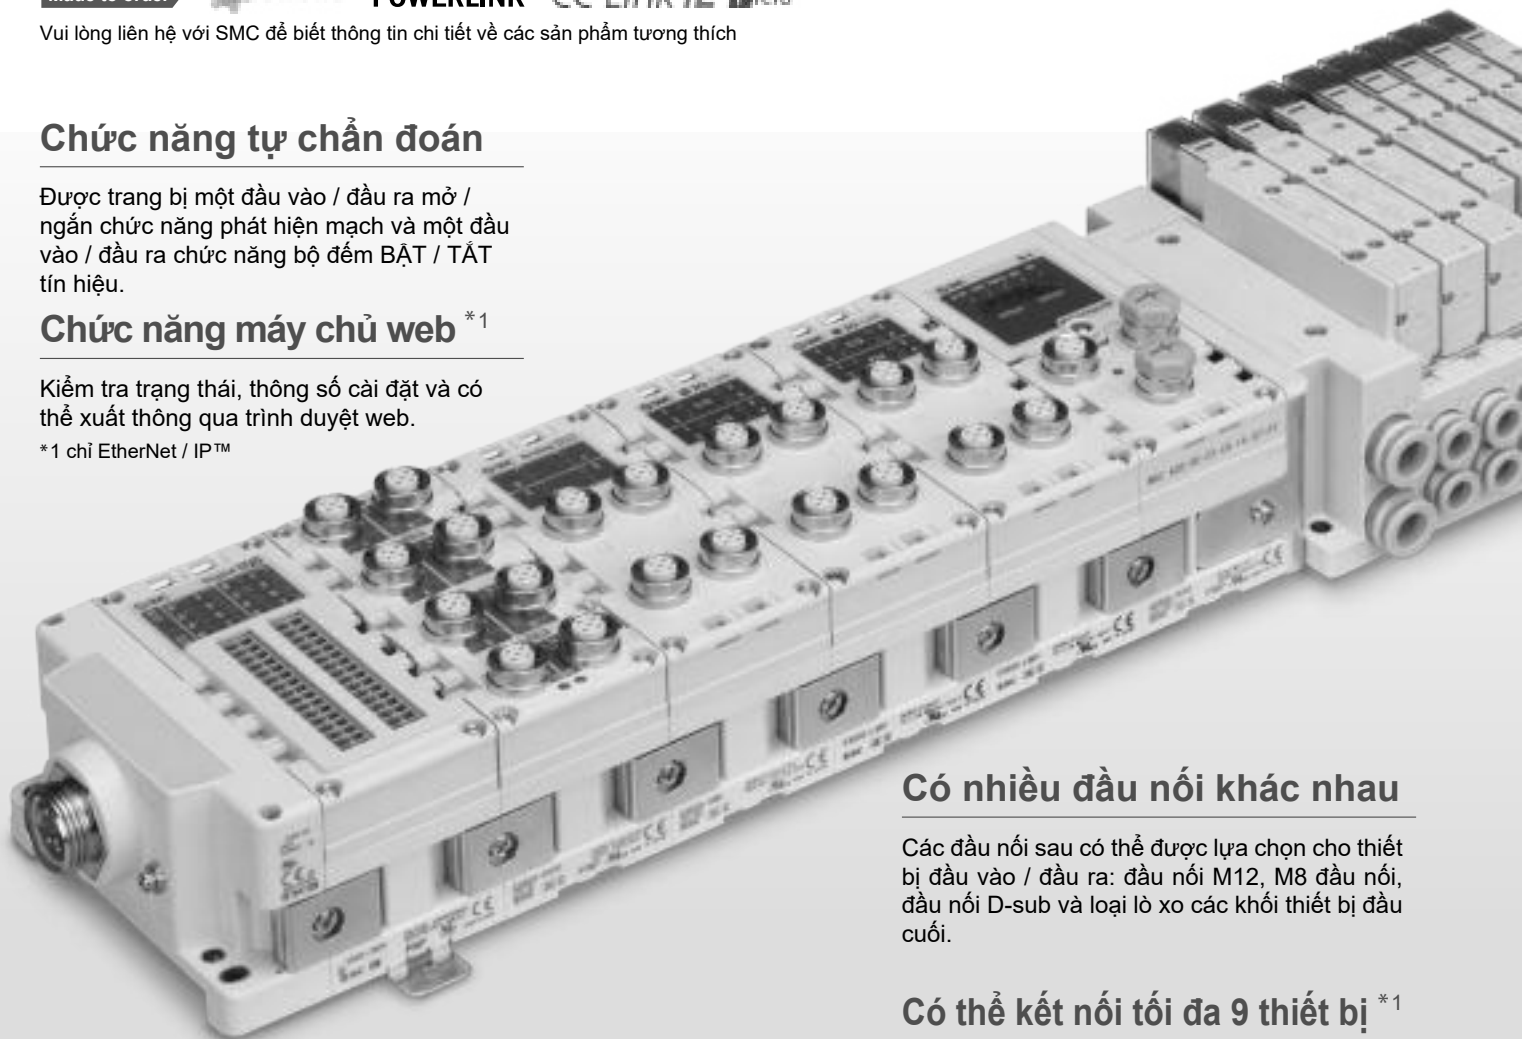 POWERLINK
Vui lòng liên hệ với SMC để biết thông tin chi tiết về các sản phẩm tương thích
Chức năng tự chẩn đoán
Được trang bị một đầu vào / đầu ra mở /
ngắn chức năng phát hiện mạch và một đầu
vào / đầu ra chức năng bộ đếm BẬT / TẮT
tín hiệu.
Chức năng máy chủ web *1
Kiểm tra trạng thái, thông số cài đặt và có
thể xuất thông qua trình duyệt web.
*1 chỉ EtherNet / IP™
Có nhiều đầu nối khác nhau
Các đầu nối sau có thể được lựa chọn cho thiết
bị đầu vào / đầu ra: đầu nối M12, M8 đầu nối,
đầu nối D-sub và loại lò xo các khối thiết bị đầu
cuối.
Có thể kết nối tối đa 9 thiết bị *1